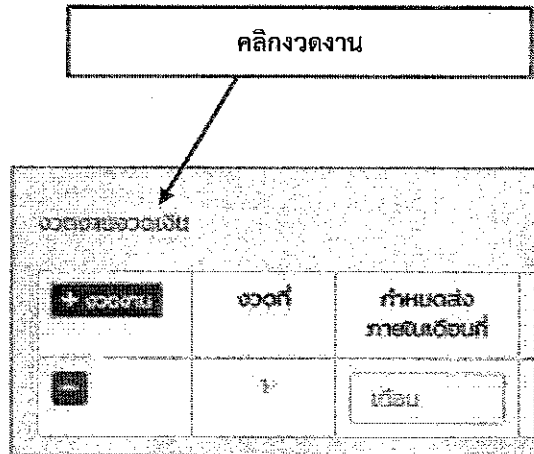 คลิกงวดงาน
งวดงานงวดเงิน
+ งวดงาน
งวดที่
กำหนดส่ง
ภายในเดือนที่
-
1
เดือน